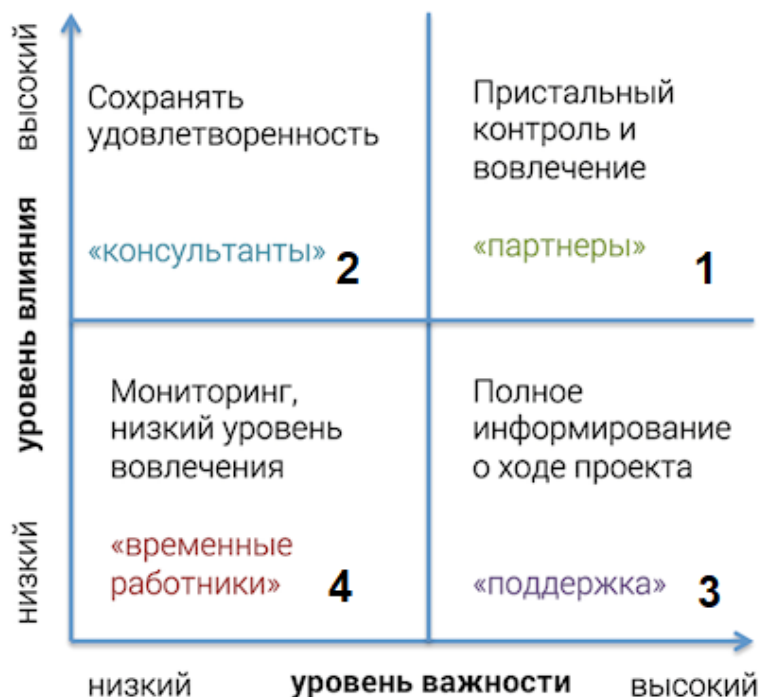 высокий
уровень влияния
низкий
Сохранять
удовлетворенность
«консультанты» 2
Пристальный
контроль и
вовлечение
«партнеры» 1
Мониторинг,
низкий уровень
вовлечения
«временные
работники» 4
Полное
информирование
о ходе проекта
«поддержка» 3
низкий уровень важности высокий